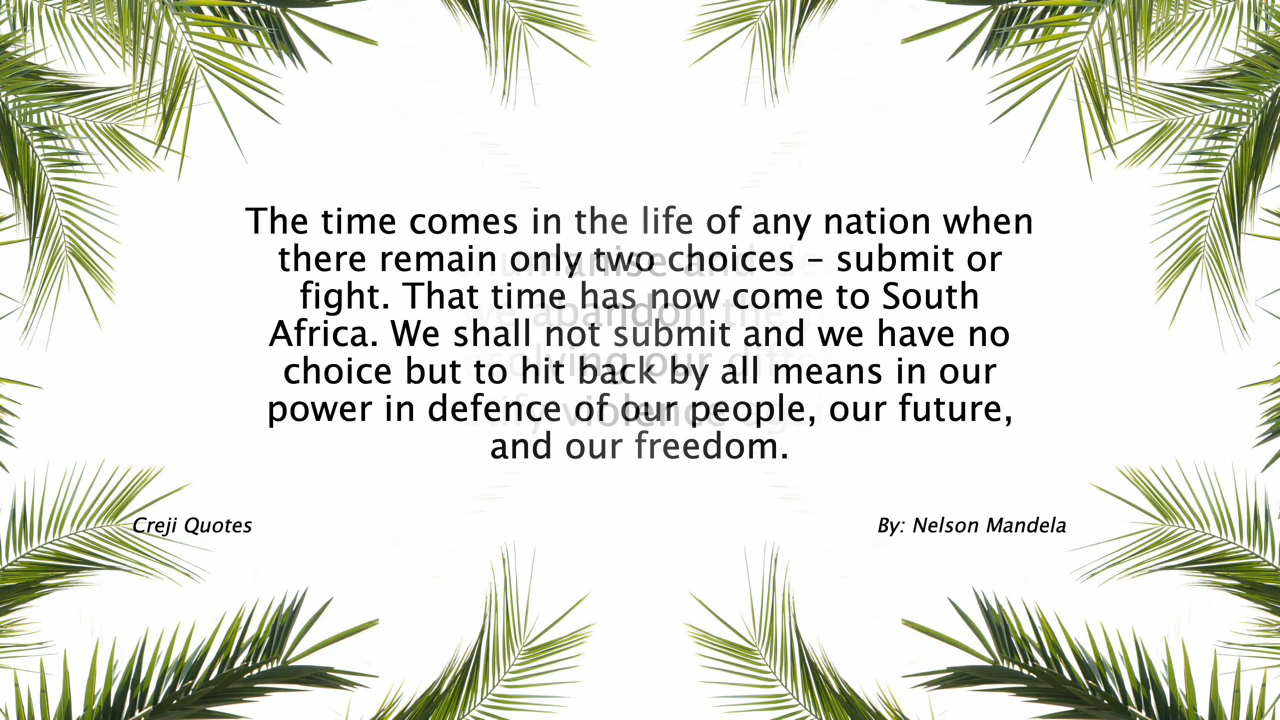 The time comes in the life of any nation when
there remain only two choices – submit or
fight. That time has now come to South
Africa. We shall not submit and we have no
choice but to hit back by all means in our
power in defence of our people, our future,
and our freedom.
Creji Quotes
By: Nelson Mandela